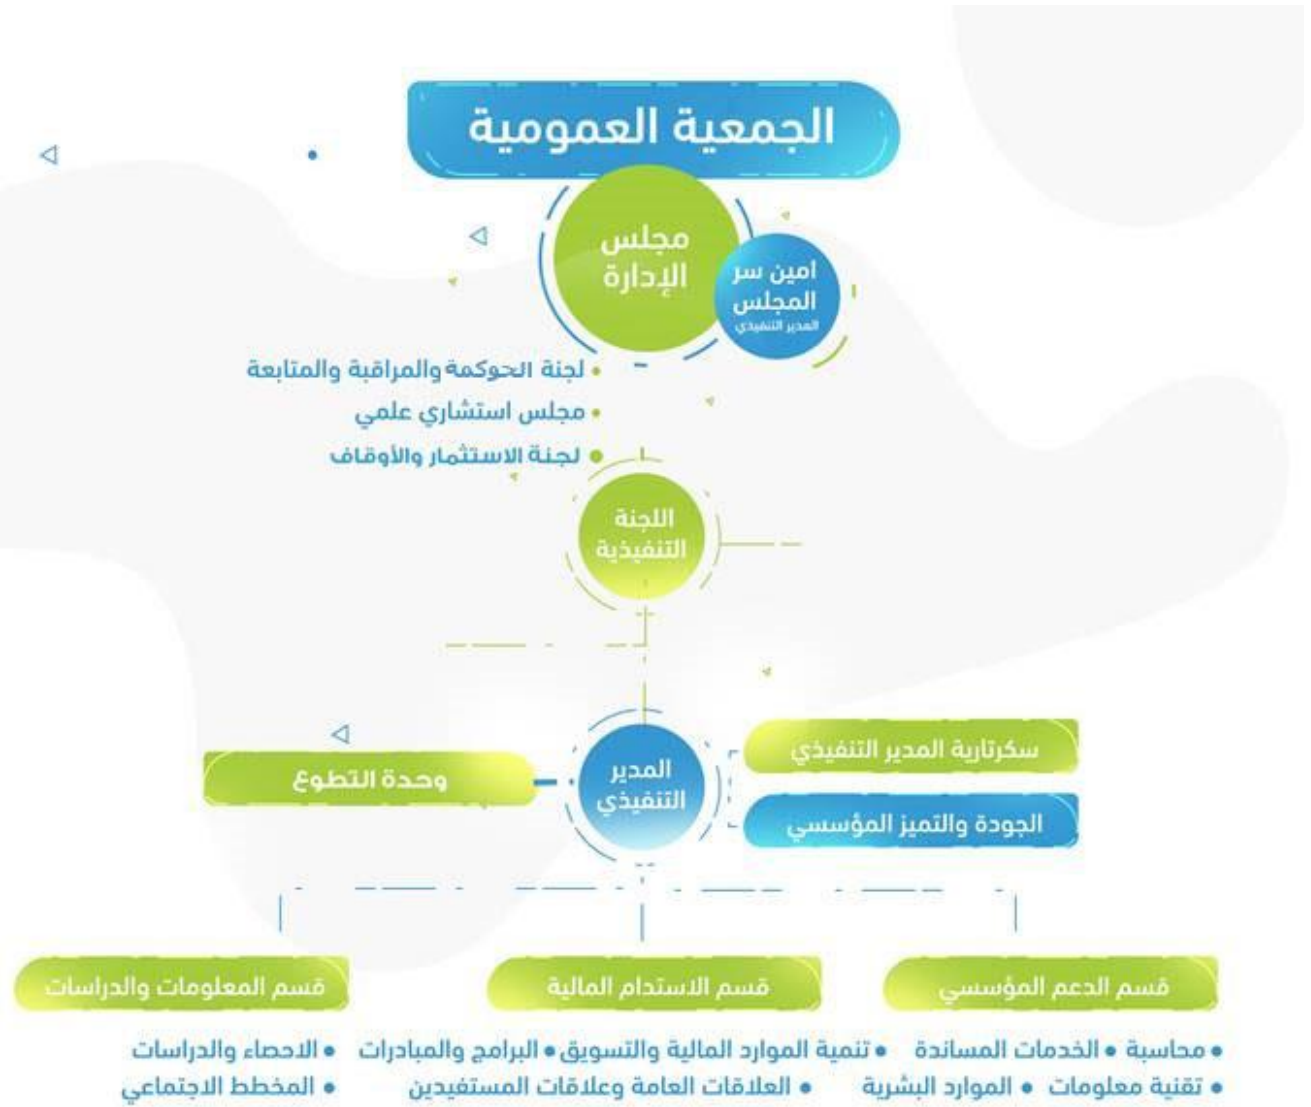 الجمعية العمومية
مجلس
الإدارة
امين سر
المجلس
المدير التنفيذي
• لجنة الحوكمة والمراقبة والمتابعة
• مجلس استشاري علمي
• لجنة الاستثمار والأوقاف
اللجنة
التنفيذية
المدير
التنفيذي
سكرتارية المدير التنفيذي
الجودة والتميز المؤسسي
وحدة التطوع
قسم الدعم المؤسسي
• محاسبة • الخدمات المساندة
• تقنية معلومات • الموارد البشرية
قسم الاستدام المالية
• تنمية الموارد المالية والتسويق • البرامج والمبادرات
• العلاقات العامة وعلاقات المستفيدين
قسم المعلومات والدراسات
• الاحصاء والدراسات
• المخطط الاجتماعي